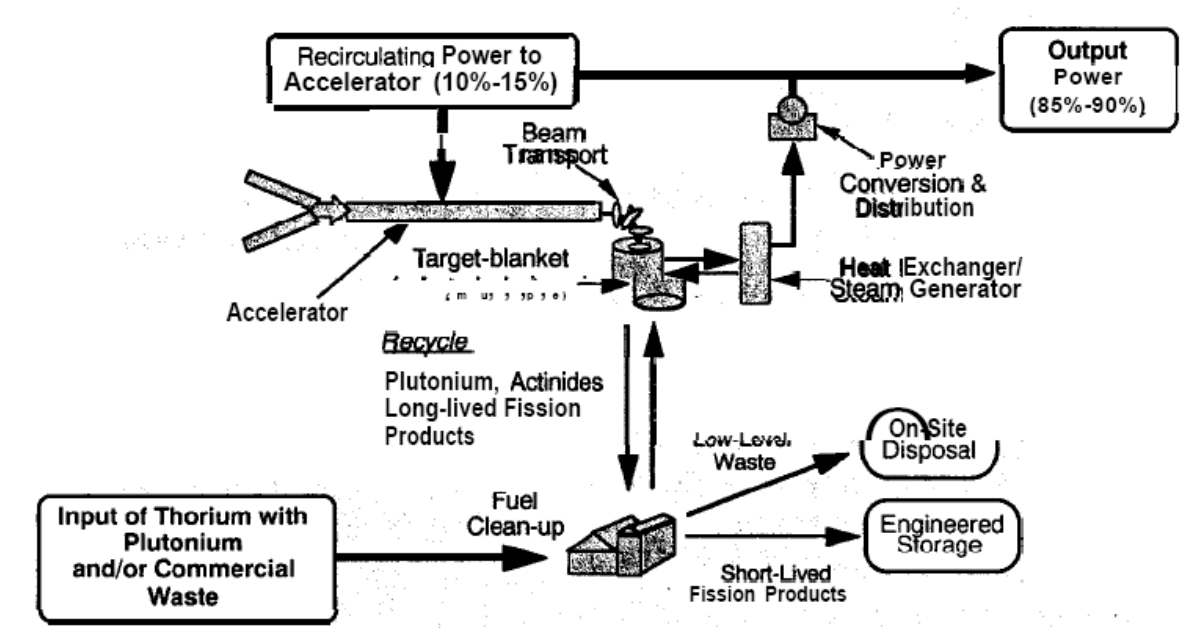 Recirculating Power to
Accelerator (10%-15%)
Output
Power
(85%-90%)
Beam
Transport
Power
Conversion &
Distribution
Target-blanket
Heat Exchanger/
Steam Generator
Accelerator
Recycle
Plutonium, Actinides
Long-lived Fission
Products
Low-Level
Waste
On-Site
Disposal
Input of Thorium with
Plutonium
and/or Commercial
Waste
Fuel
Clean-up
Engineered
Storage
Short-Lived
Fission Products